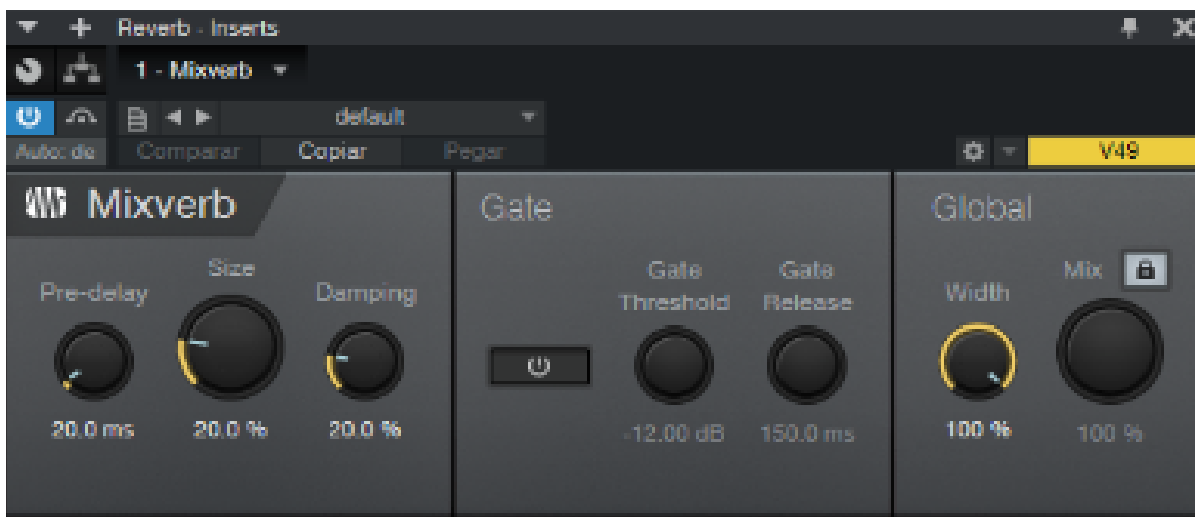 Reverb - Inserts
1 - Mixverb
default
Auto: de Comparar Copiar Pegar V49
Mixverb Gate Global
Pre-delay Size Damping Gate Threshold Gate Release Width Mix
20.0 ms 20.0 % 20.0 % -12.00 dB 150.0 ms 100 % 100 %